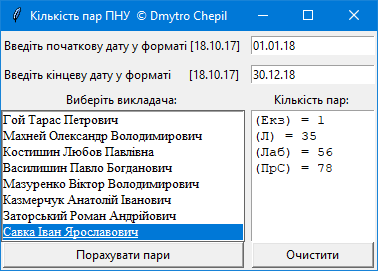 Кількість пар ПНУ © Dmytro Chepil
Введіть початкову дату у форматі [18.10.17] 01.01.18
Введіть кінцеву дату у форматі [18.10.17] 30.12.18
Виберіть викладача: Кількість пар:
Гой Тарас Петрович
Махней Олександр Володимирович
Костишин Любов Павлівна
Василишин Павло Богданович
Мазуренко Віктор Володимирович
Казмерчук Анатолій Іванович
Заторський Роман Андрійович
Савка Іван Ярославович
(Екз) = 1
(Л) = 35
(Лаб) = 56
(ПрС) = 78
Порахувати пари Очистити